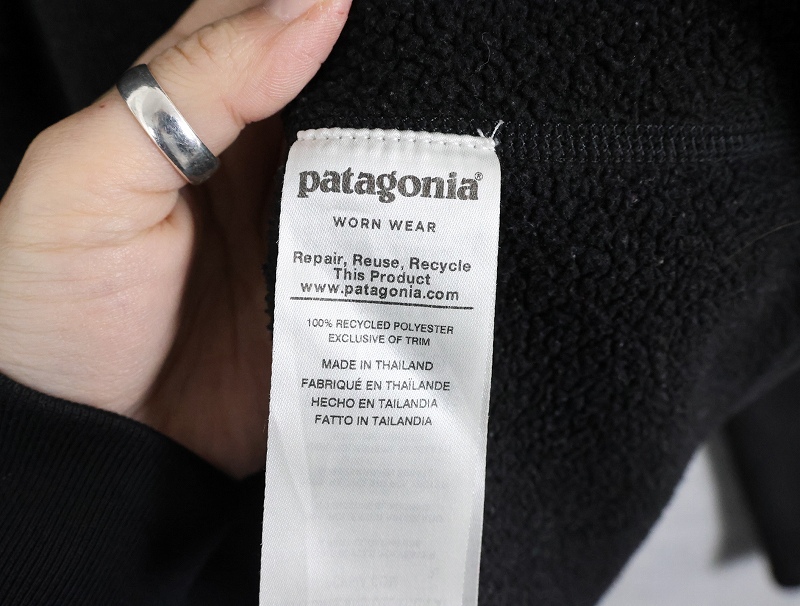 patagonia®
WORN WEAR
Repair, Reuse, Recycle
This Product
www.patagonia.com
100% RECYCLED POLYESTER
EXCLUSIVE OF TRIM
MADE IN THAILAND
FABRIQUÉ EN THAÏLANDE
HECHO EN TAILANDIA
FATTO IN TAILANDIA